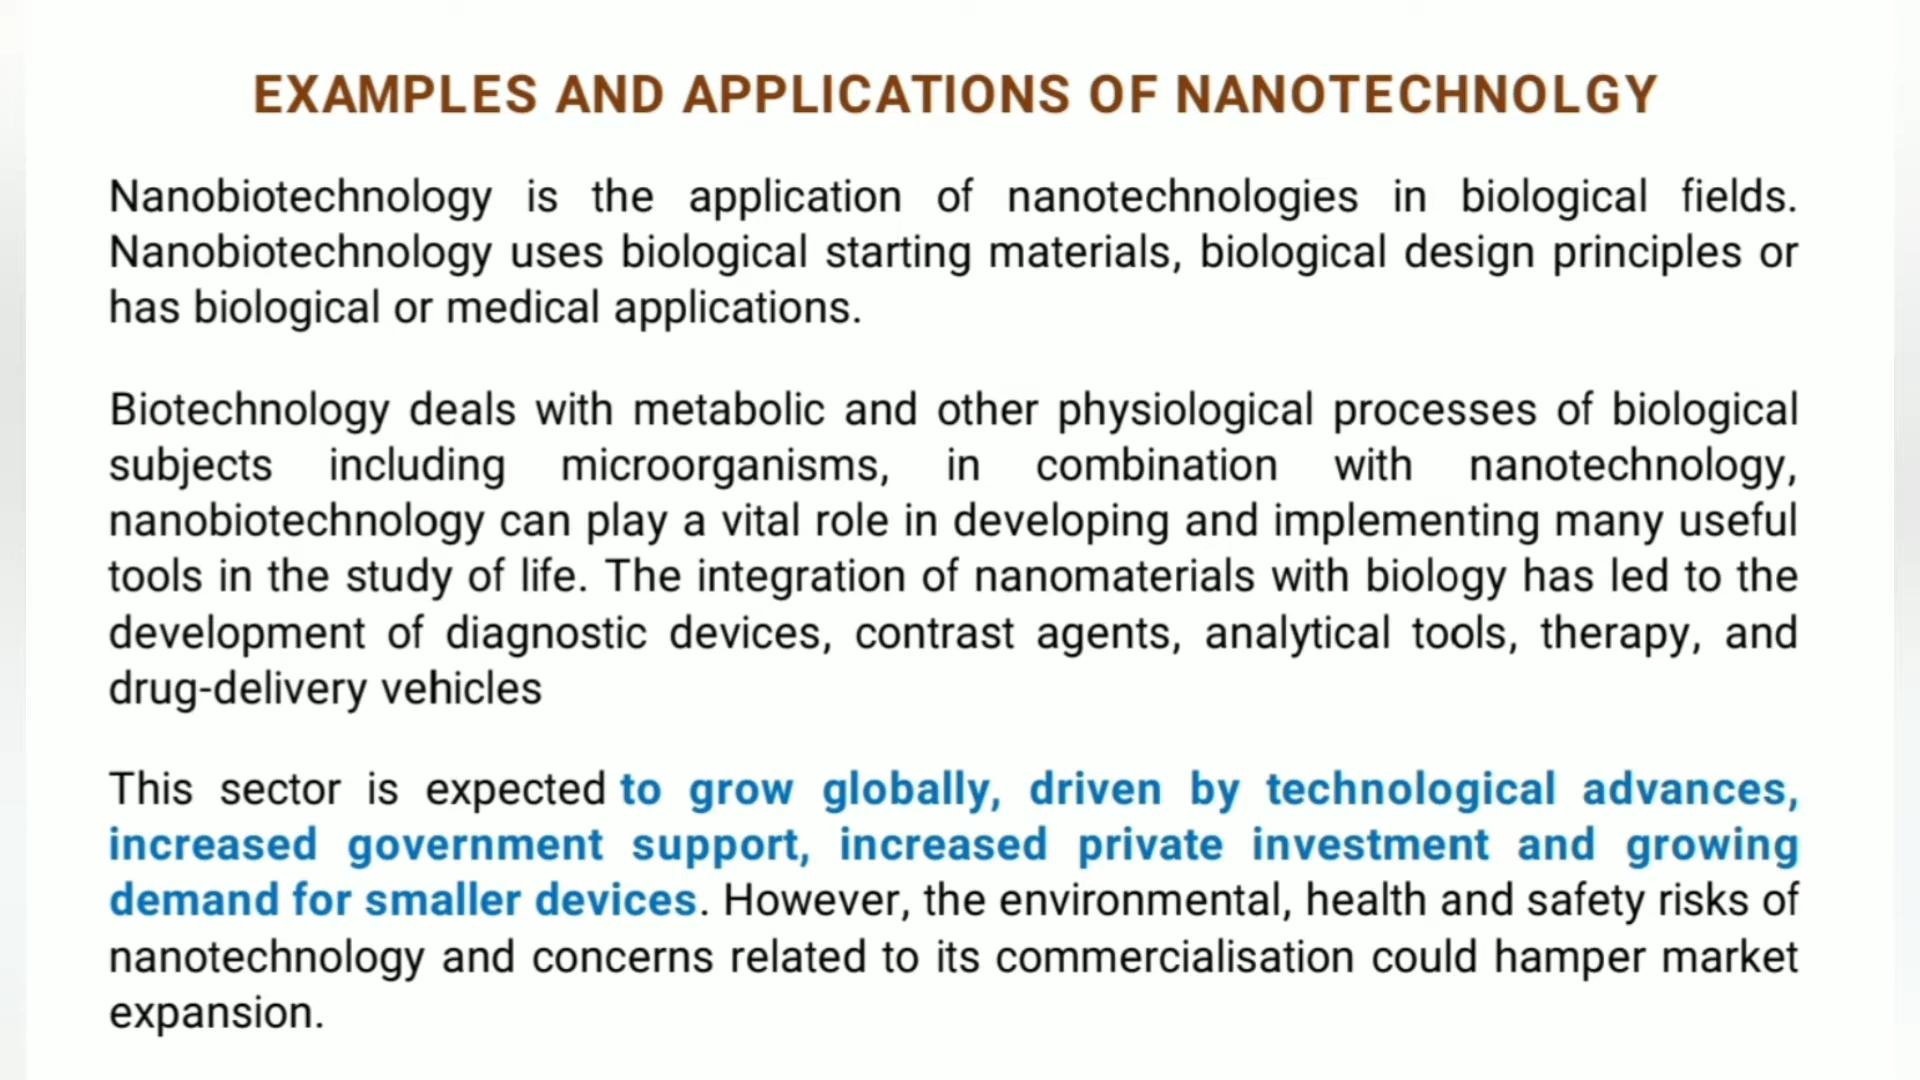 EXAMPLES AND APPLICATIONS OF NANOTECHNOLGY
Nanobiotechnology is the application of nanotechnologies in biological fields.
Nanobiotechnology uses biological starting materials, biological design principles or
has biological or medical applications.
Biotechnology deals with metabolic and other physiological processes of biological
subjects including microorganisms, in combination with nanotechnology,
nanobiotechnology can play a vital role in developing and implementing many useful
tools in the study of life. The integration of nanomaterials with biology has led to the
development of diagnostic devices, contrast agents, analytical tools, therapy, and
drug-delivery vehicles
This sector is expected to grow globally, driven by technological advances,
increased government support, increased private investment and growing
demand for smaller devices. However, the environmental, health and safety risks of
nanotechnology and concerns related to its commercialisation could hamper market
expansion.